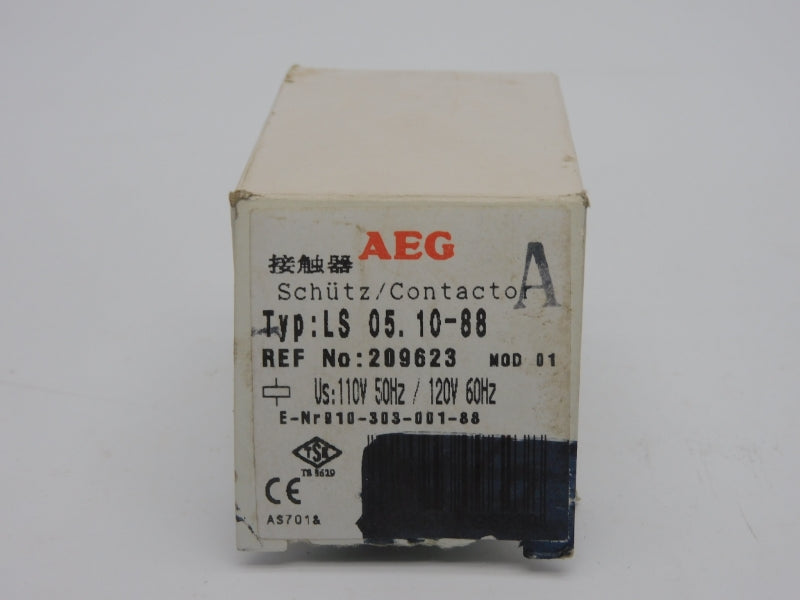 AEG
接触器
A
Schütz/Contactor
Typ:LS 05.10-88
REF No:209623 MOD 01
Us:110V 50Hz / 120V 60Hz
E-Nr910-303-001-88
TSE
CE